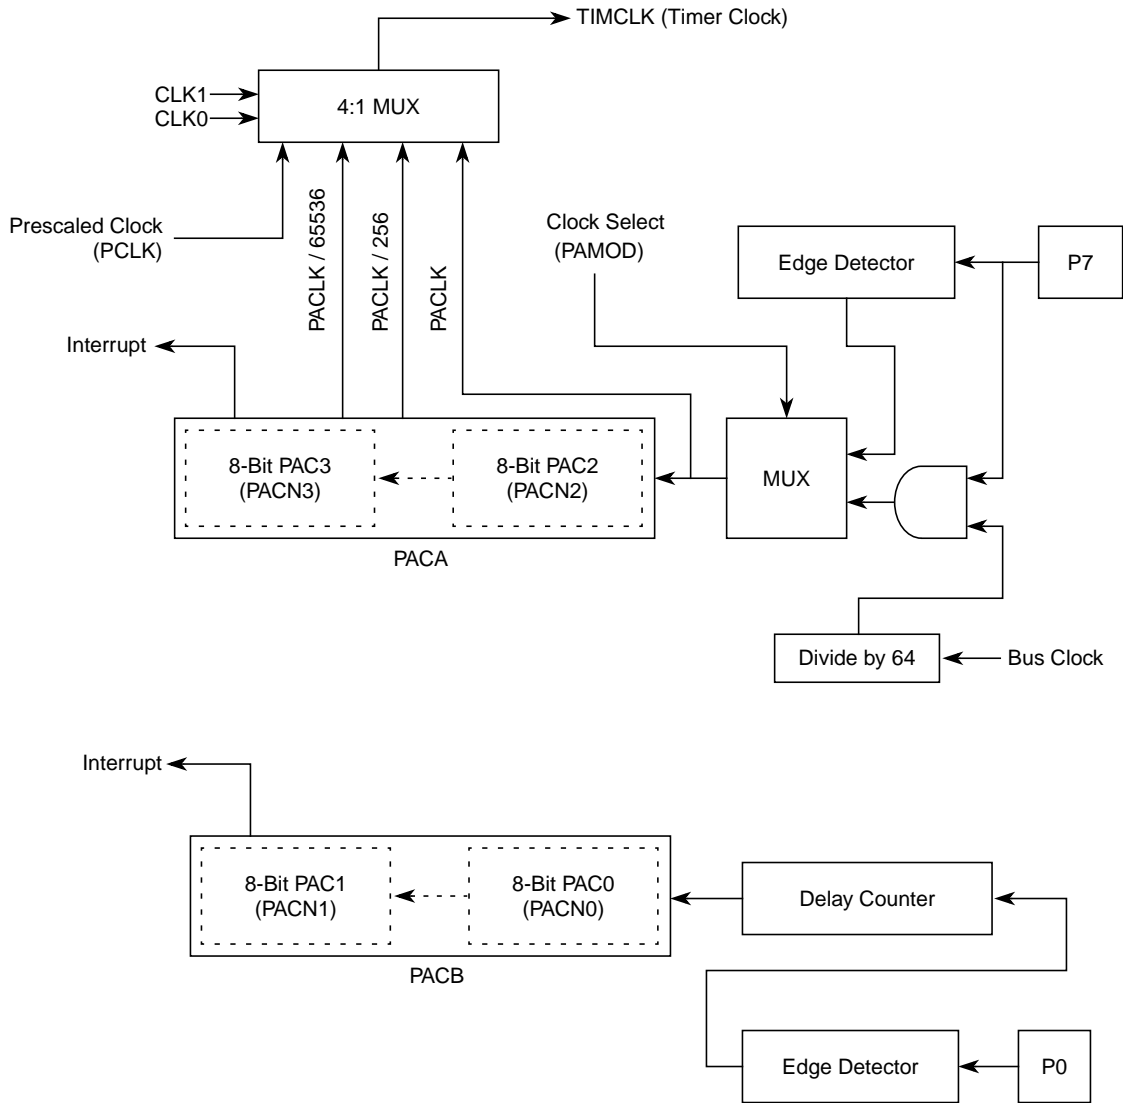 TIMCLK (Timer Clock)
CLK1
CLK0
4:1 MUX
Prescaled Clock
(PCLK)
PACLK / 65536
PACLK / 256
PACLK
Clock Select
(PAMOD)
Edge Detector
P7
Interrupt
8-Bit PAC3
(PACN3)
8-Bit PAC2
(PACN2)
MUX
PACA
Divide by 64
Bus Clock
Interrupt
8-Bit PAC1
(PACN1)
8-Bit PAC0
(PACN0)
Delay Counter
PACB
Edge Detector
P0